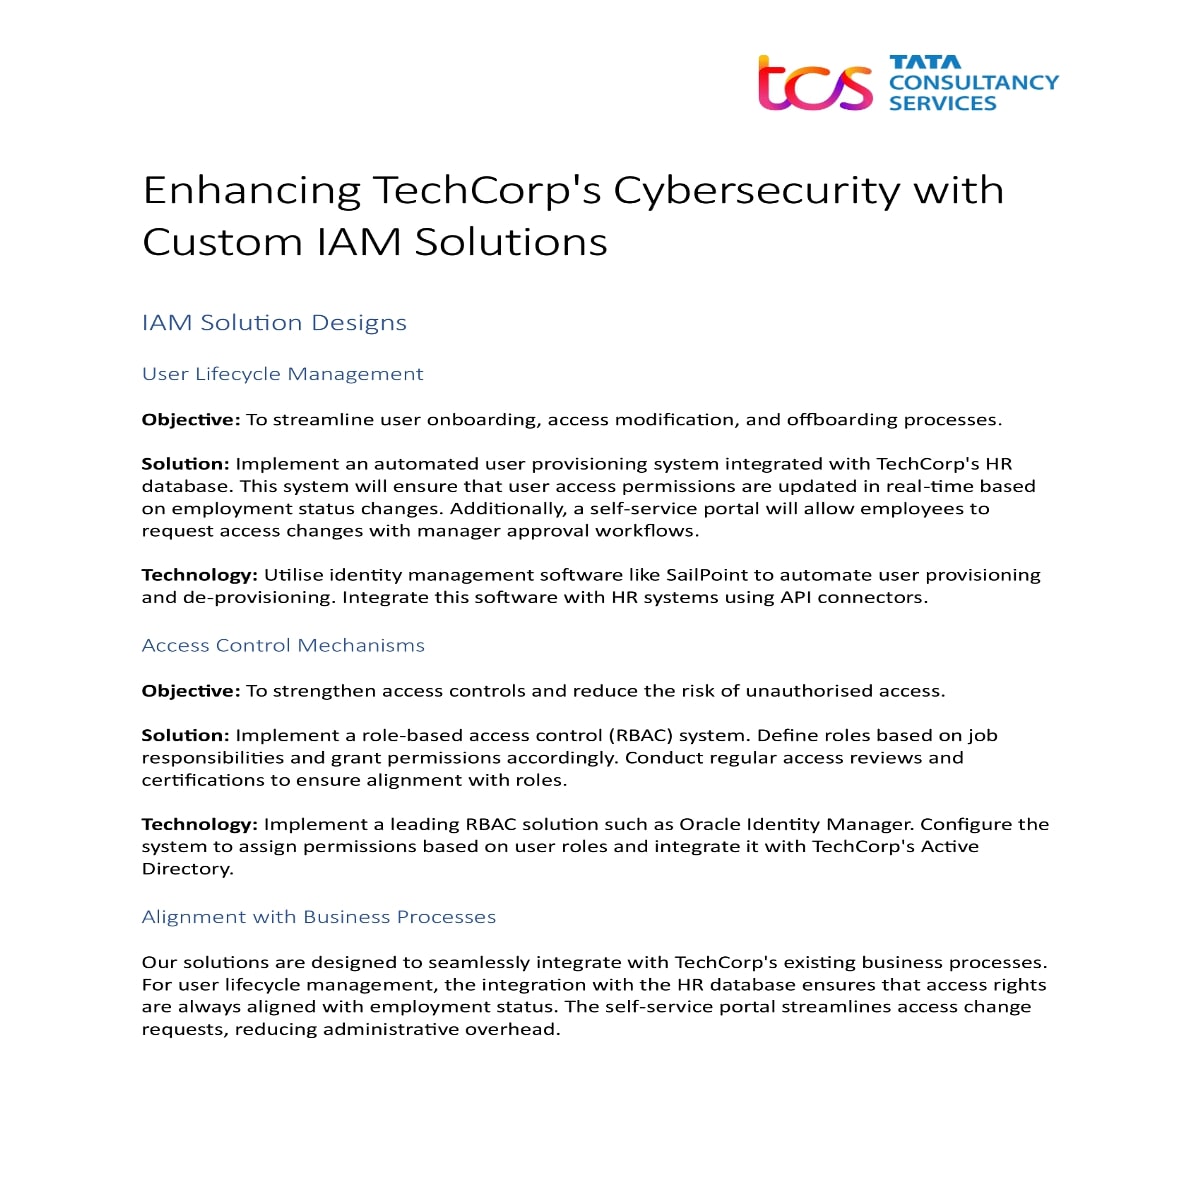 tcs TATA
CONSULTANCY
SERVICES
Enhancing TechCorp's Cybersecurity with
Custom IAM Solutions
IAM Solution Designs
User Lifecycle Management
Objective: To streamline user onboarding, access modification, and offboarding processes.
Solution: Implement an automated user provisioning system integrated with TechCorp's HR
database. This system will ensure that user access permissions are updated in real-time based
on employment status changes. Additionally, a self-service portal will allow employees to
request access changes with manager approval workflows.
Technology: Utilise identity management software like SailPoint to automate user provisioning
and de-provisioning. Integrate this software with HR systems using API connectors.
Access Control Mechanisms
Objective: To strengthen access controls and reduce the risk of unauthorised access.
Solution: Implement a role-based access control (RBAC) system. Define roles based on job
responsibilities and grant permissions accordingly. Conduct regular access reviews and
certifications to ensure alignment with roles.
Technology: Implement a leading RBAC solution such as Oracle Identity Manager. Configure the
system to assign permissions based on user roles and integrate it with TechCorp's Active
Directory.
Alignment with Business Processes
Our solutions are designed to seamlessly integrate with TechCorp's existing business processes.
For user lifecycle management, the integration with the HR database ensures that access rights
are always aligned with employment status. The self-service portal streamlines access change
requests, reducing administrative overhead.